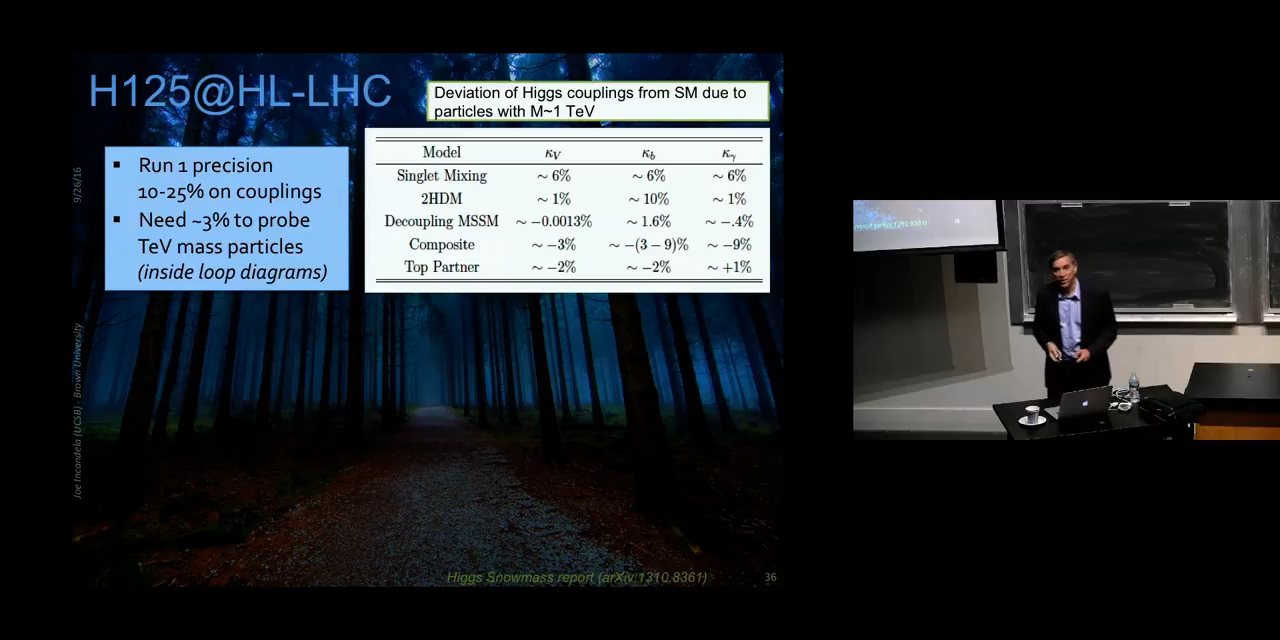 H125@HL-LHC
Deviation of Higgs couplings from SM due to
particles with M~1 TeV
▪ Run 1 precision
10-25% on couplings
▪ Need ~3% to probe
TeV mass particles
(inside loop diagrams)
Model κV κb κγ
Singlet Mixing ∼ 6% ∼ 6% ∼ 6%
2HDM ∼ 1% ∼ 10% ∼ 1%
Decoupling MSSM ∼ −0.0013% ∼ 1.6% ∼ −.4%
Composite ∼ −3% ∼ −(3 − 9)% ∼ −9%
Top Partner ∼ −2% ∼ −2% ∼ +1%
9/26/16
Joe Incandela (UCSB) - Brown University
Higgs Snowmass report (arXiv:1310.8361)
36